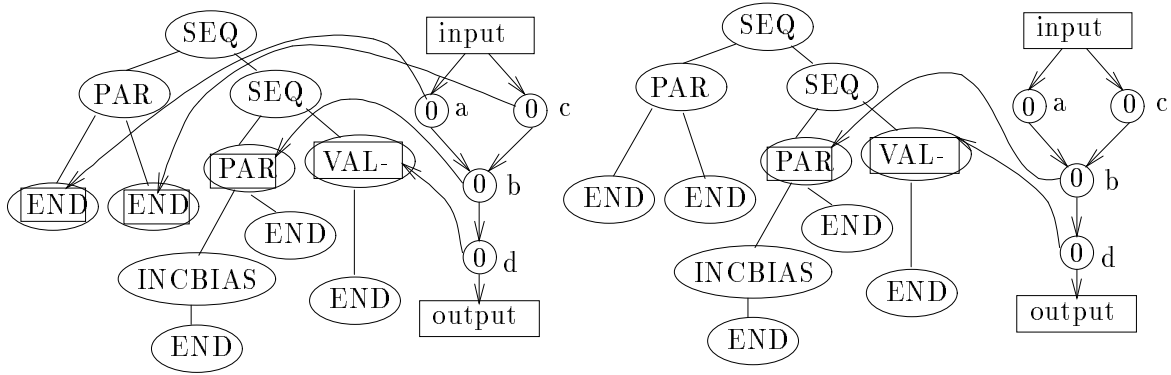 SEQ
input
PAR
SEQ
0
a
0
c
PAR
VAL-
END
END
0
b
END
0
d
INCBIAS
END
output
END
SEQ
input
PAR
SEQ
0
a
0
c
PAR
VAL-
END
END
0
b
END
0
d
INCBIAS
END
output
END